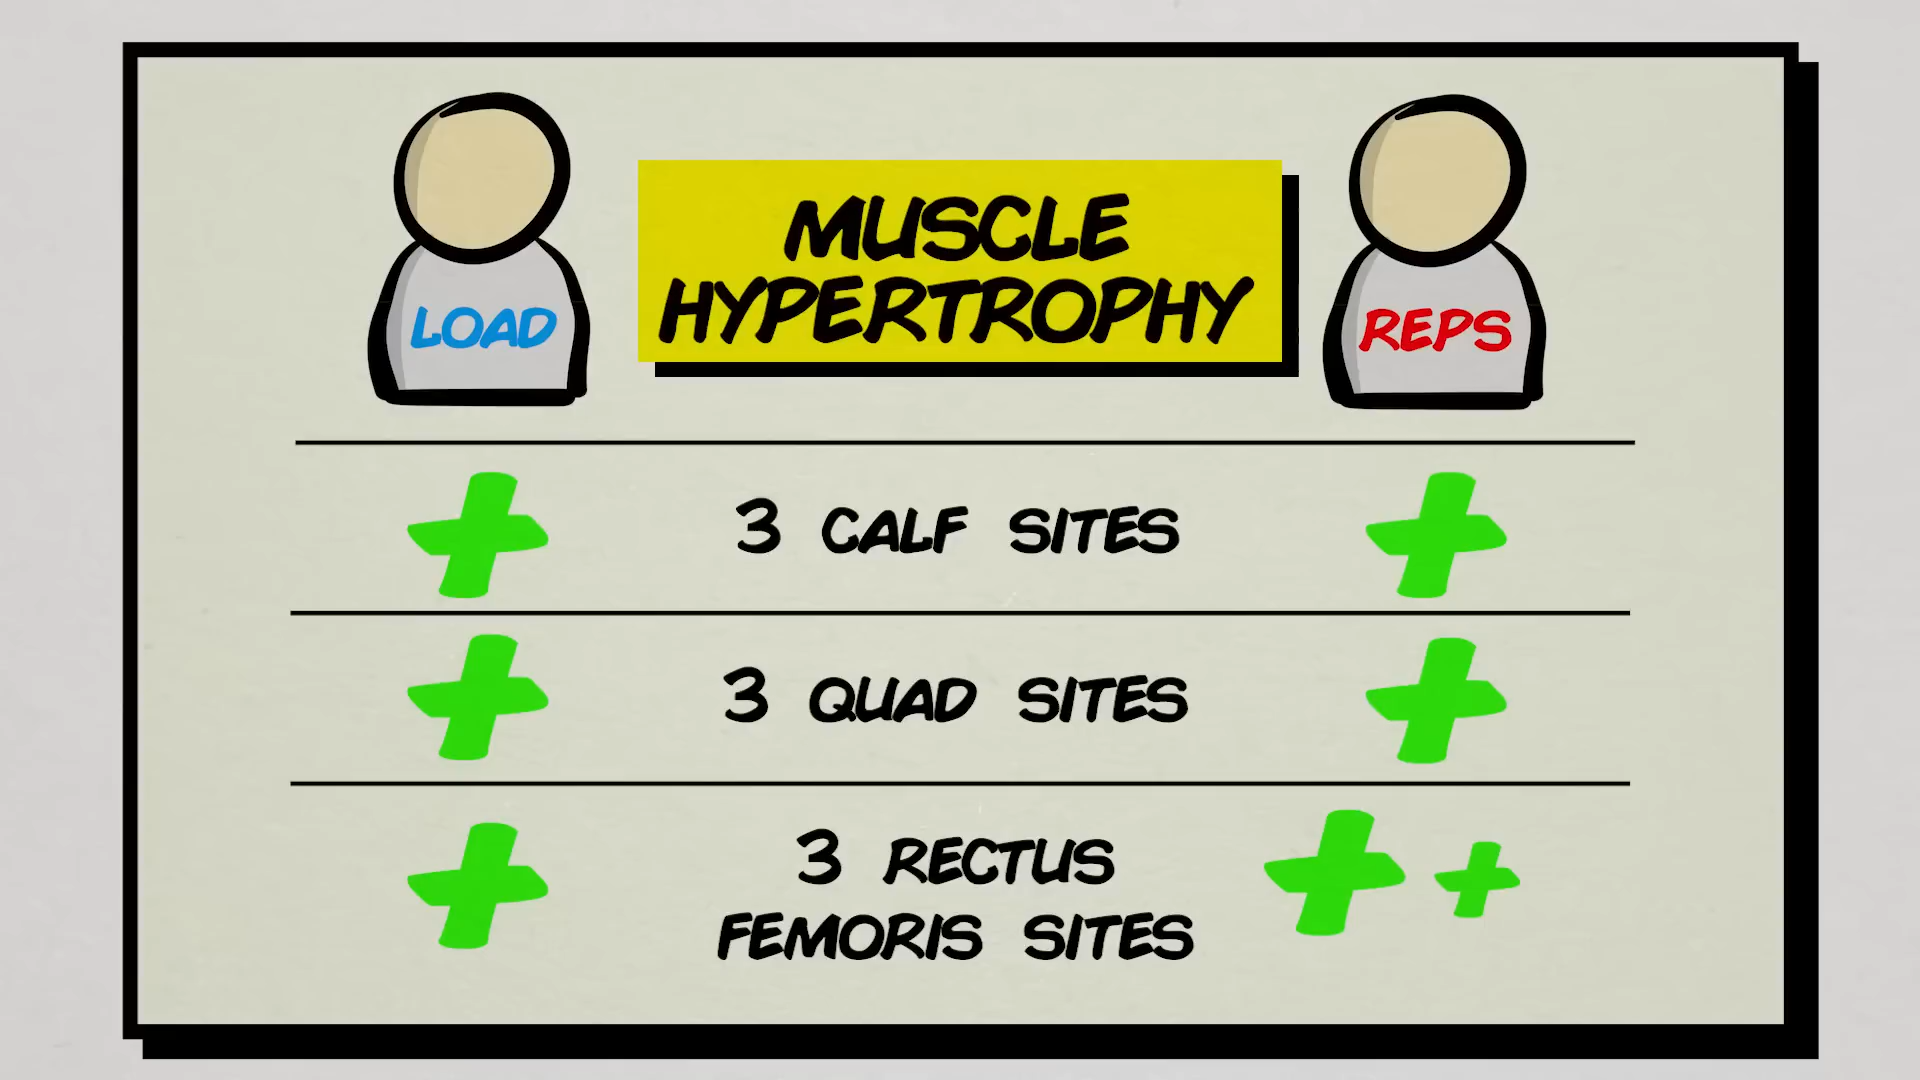 MUSCLE
HYPERTROPHY
LOAD
REPS
3 CALF SITES
3 QUAD SITES
3 RECTUS
FEMORIS SITES